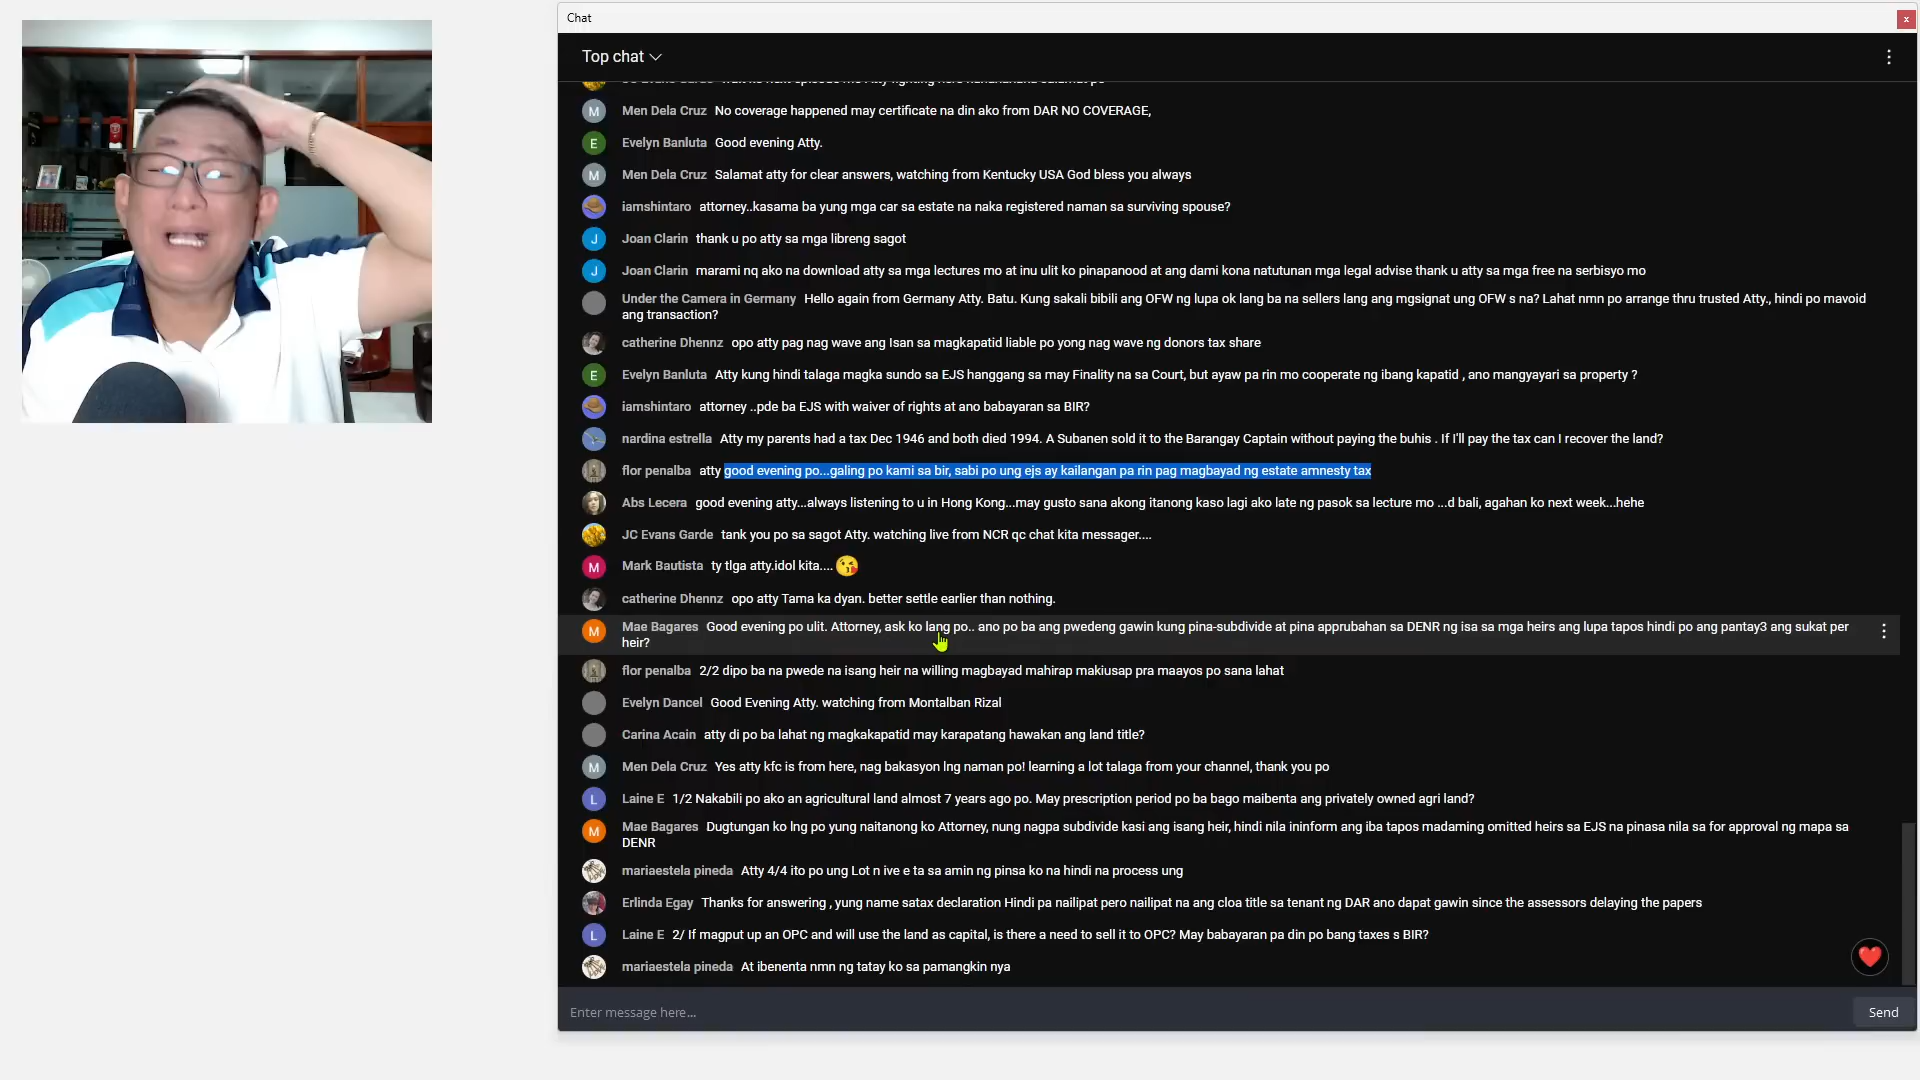 Chat
x
Top chat
Men Dela Cruz No coverage happened may certificate na din ako from DAR NO COVERAGE,
Evelyn Banluta Good evening Atty.
Men Dela Cruz Salamat atty for clear answers, watching from Kentucky USA God bless you always
iamshintaro attorney..kasama ba yung mga car sa estate na naka registered naman sa surviving spouse?
Joan Clarin thank u po atty sa mga libreng sagot
Joan Clarin marami nq ako na download atty sa mga lectures mo at inu ulit ko pinapanood at ang dami kona natutunan mga legal advise thank u atty sa mga free na serbisyo mo
Under the Camera in Germany Hello again from Germany Atty. Batu. Kung sakali bibili ang OFW ng lupa ok lang ba na sellers lang ang mgsignat ung OFW s na? Lahat nmn po arrange thru trusted Atty., hindi po mavoid
ang transaction?
catherine Dhennz opo atty pag nag wave ang Isan sa magkapatid liable po yong nag wave ng donors tax share
Evelyn Banluta Atty kung hindi talaga magka sundo sa EJS hanggang sa may Finality na sa Court, but ayaw pa rin mo cooperate ng ibang kapatid , ano mangyayari sa property ?
iamshintaro attorney ..pde ba EJS with waiver of rights at ano babayaran sa BIR?
nardina estrella Atty my parents had a tax Dec 1946 and both died 1994. A Subanen sold it to the Barangay Captain without paying the buhis . If I'll pay the tax can I recover the land?
flor penalba atty good evening po...galing po kami sa bir, sabi po ung ejs ay kailangan pa rin pag magbayad ng estate amnesty tax
Abs Lecera good evening atty...always listening to u in Hong Kong...may gusto sana akong itanong kaso lagi ako late ng pasok sa lecture mo ...d bali, agahan ko next week...hehe
JC Evans Garde tank you po sa sagot Atty. watching live from NCR qc chat kita messager....
M Mark Bautista ty tlga atty.idol kita....
catherine Dhennz opo atty Tama ka dyan. better settle earlier than nothing.
Mae Bagares Good evening po ulit. Attorney, ask ko lang po.. ano po ba ang pwedeng gawin kung pina-subdivide at pina apprubahan sa DENR ng isa sa mga heirs ang lupa tapos hindi po ang pantay3 ang sukat per
heir?
flor penalba 2/2 dipo ba na pwede na isang heir na willing magbayad mahirap makiusap pra maayos po sana lahat
Evelyn Dancel Good Evening Atty. watching from Montalban Rizal
Carina Acain atty di po ba lahat ng magkakapatid may karapatang hawakan ang land title?
Men Dela Cruz Yes atty kfc is from here, nag bakasyon lng naman po! learning a lot talaga from your channel, thank you po
Laine E 1/2 Nakabili po ako an agricultural land almost 7 years ago po. May prescription period po ba bago maibenta ang privately owned agri land?
Mae Bagares Dugtungan ko lng po yung naitanong ko Attorney, nung nagpa subdivide kasi ang isang heir, hindi nila ininform ang iba tapos madaming omitted heirs sa EJS na pinasa nila sa for approval ng mapa sa
DENR
mariaestela pineda Atty 4/4 ito po ung Lot n ive e ta sa amin ng pinsa ko na hindi na process ung
Erlinda Egay Thanks for answering , yung name satax declaration Hindi pa nailipat pero nailipat na ang cloa title sa tenant ng DAR ano dapat gawin since the assessors delaying the papers
Laine E 2/ If magput up an OPC and will use the land as capital, is there a need to sell it to OPC? May babayaran pa din po bang taxes s BIR?
mariaestela pineda At ibenenta nmn ng tatay ko sa pamangkin nya
Enter message here...
Send